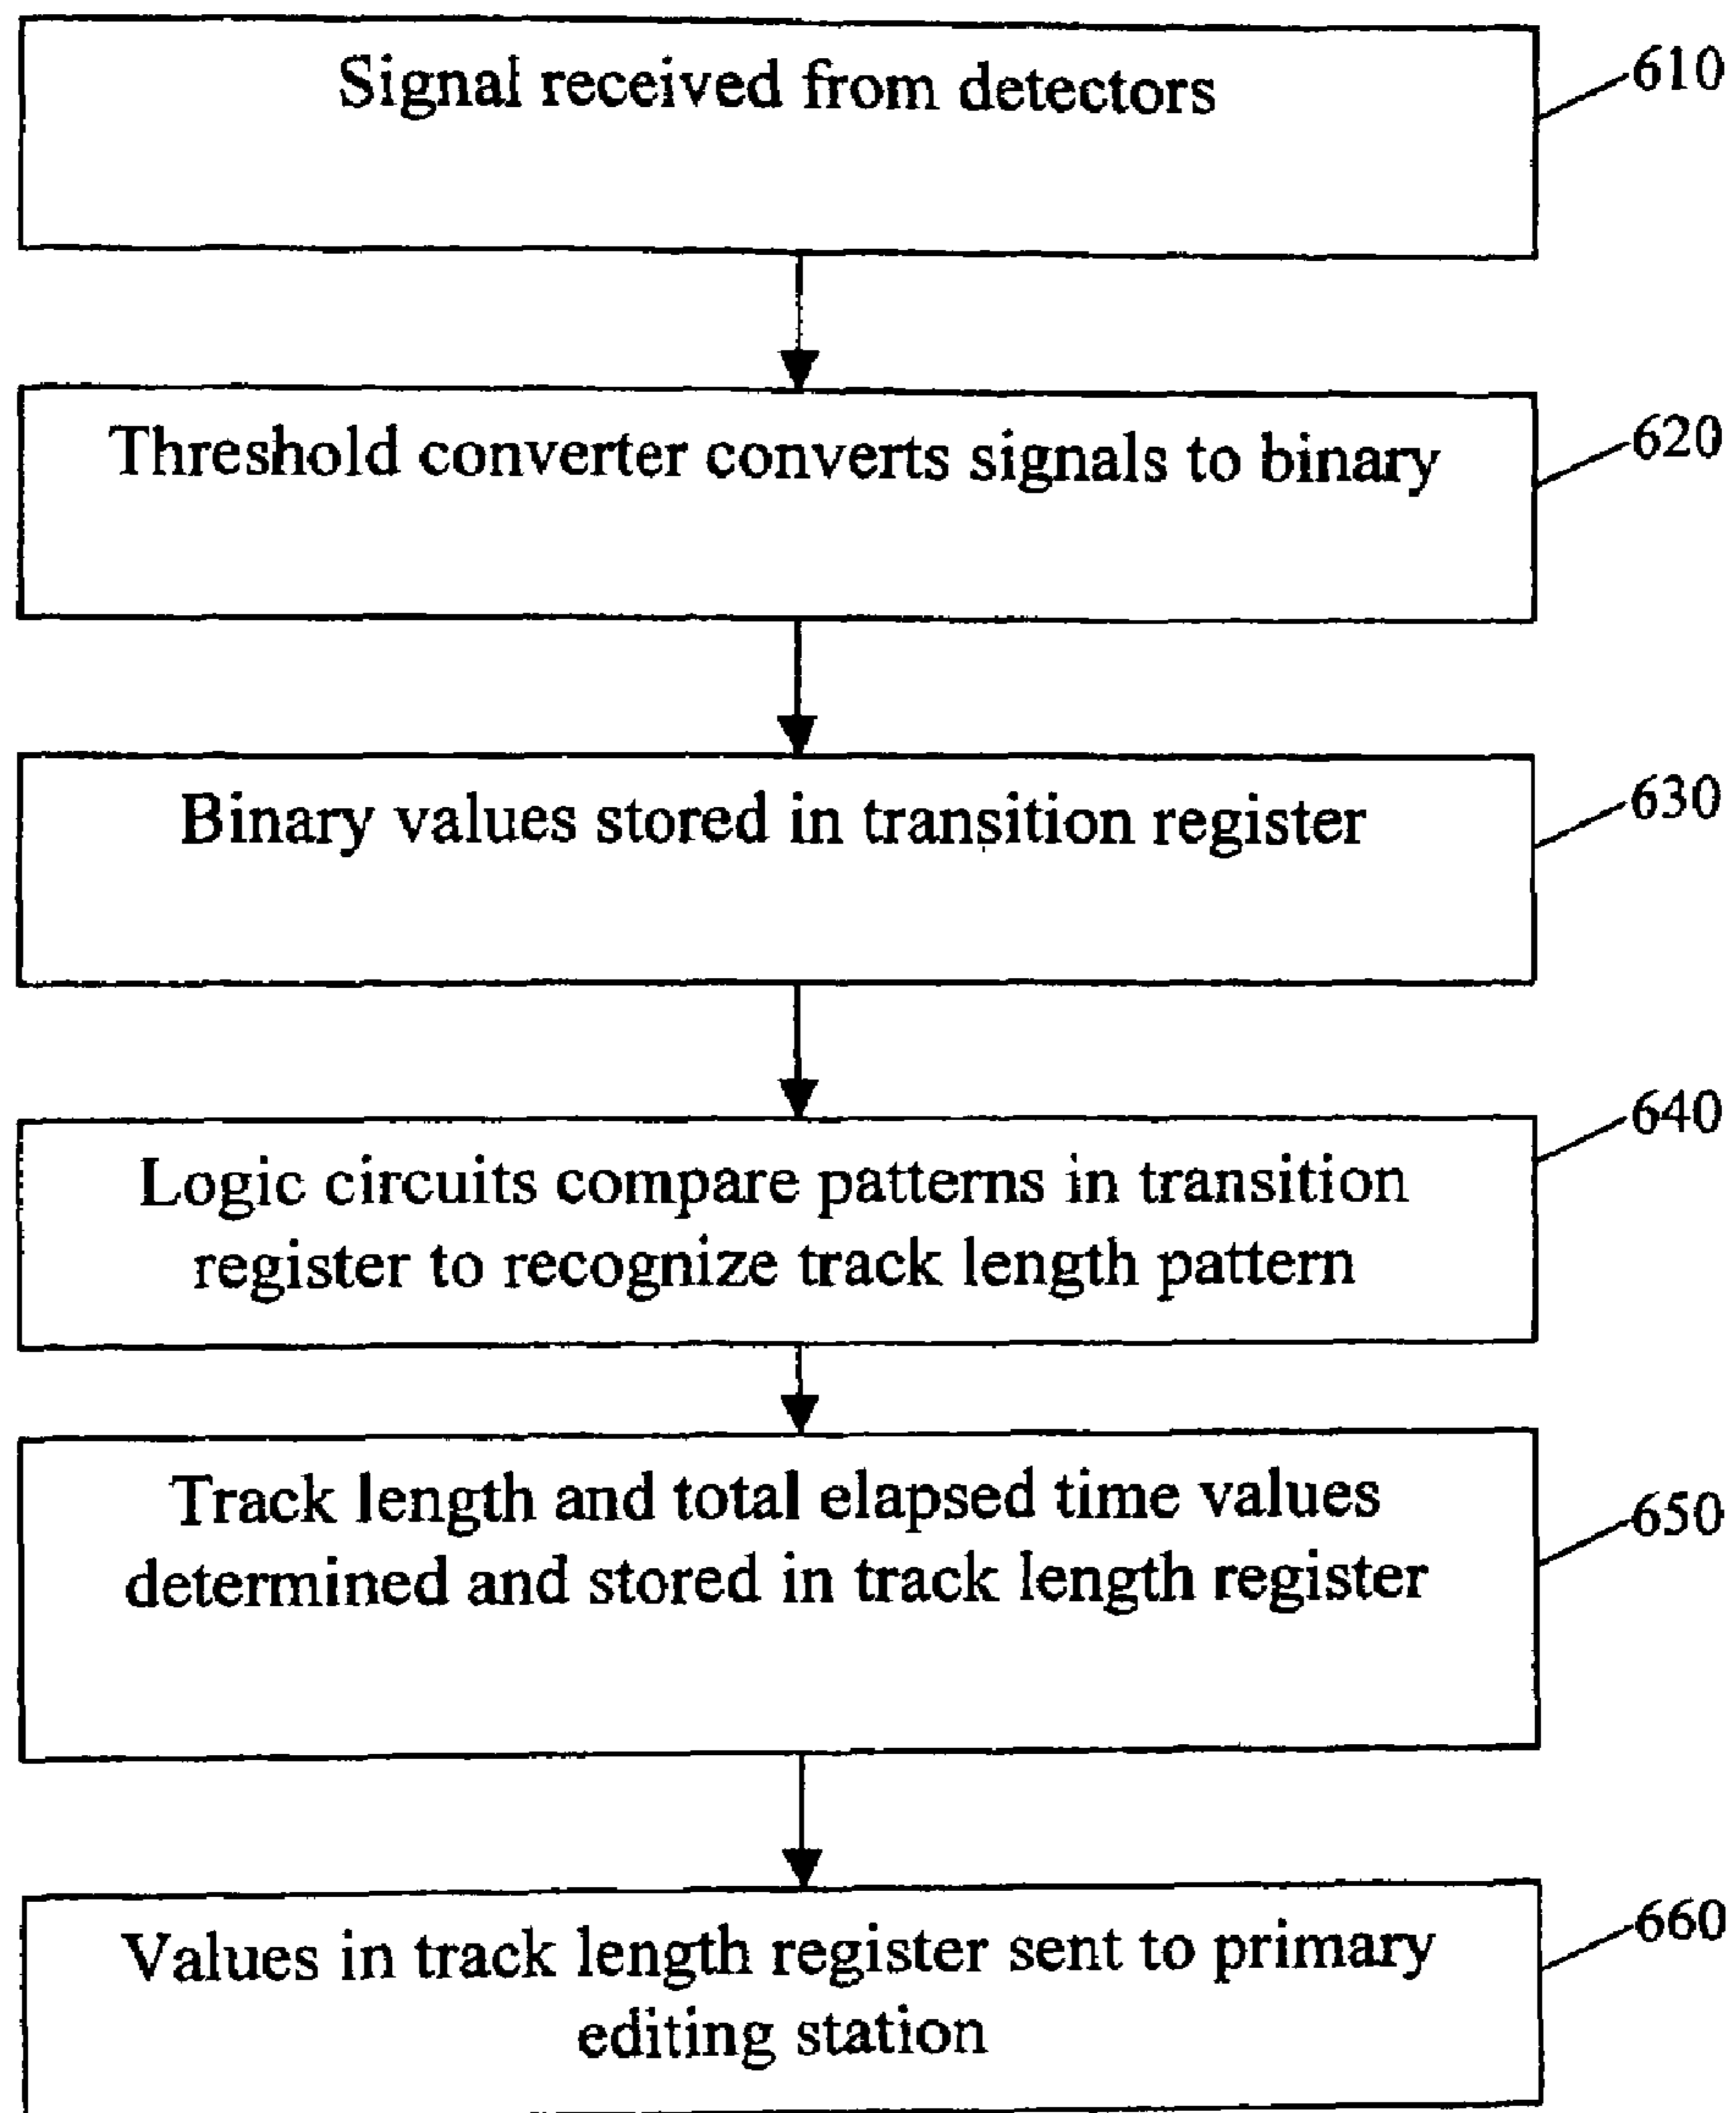 Signal received from detectors
610
Threshold converter converts signals to binary
620
Binary values stored in transition register
630
Logic circuits compare patterns in transition
register to recognize track length pattern
640
Track length and total elapsed time values
determined and stored in track length register
650
Values in track length register sent to primary
editing station
660